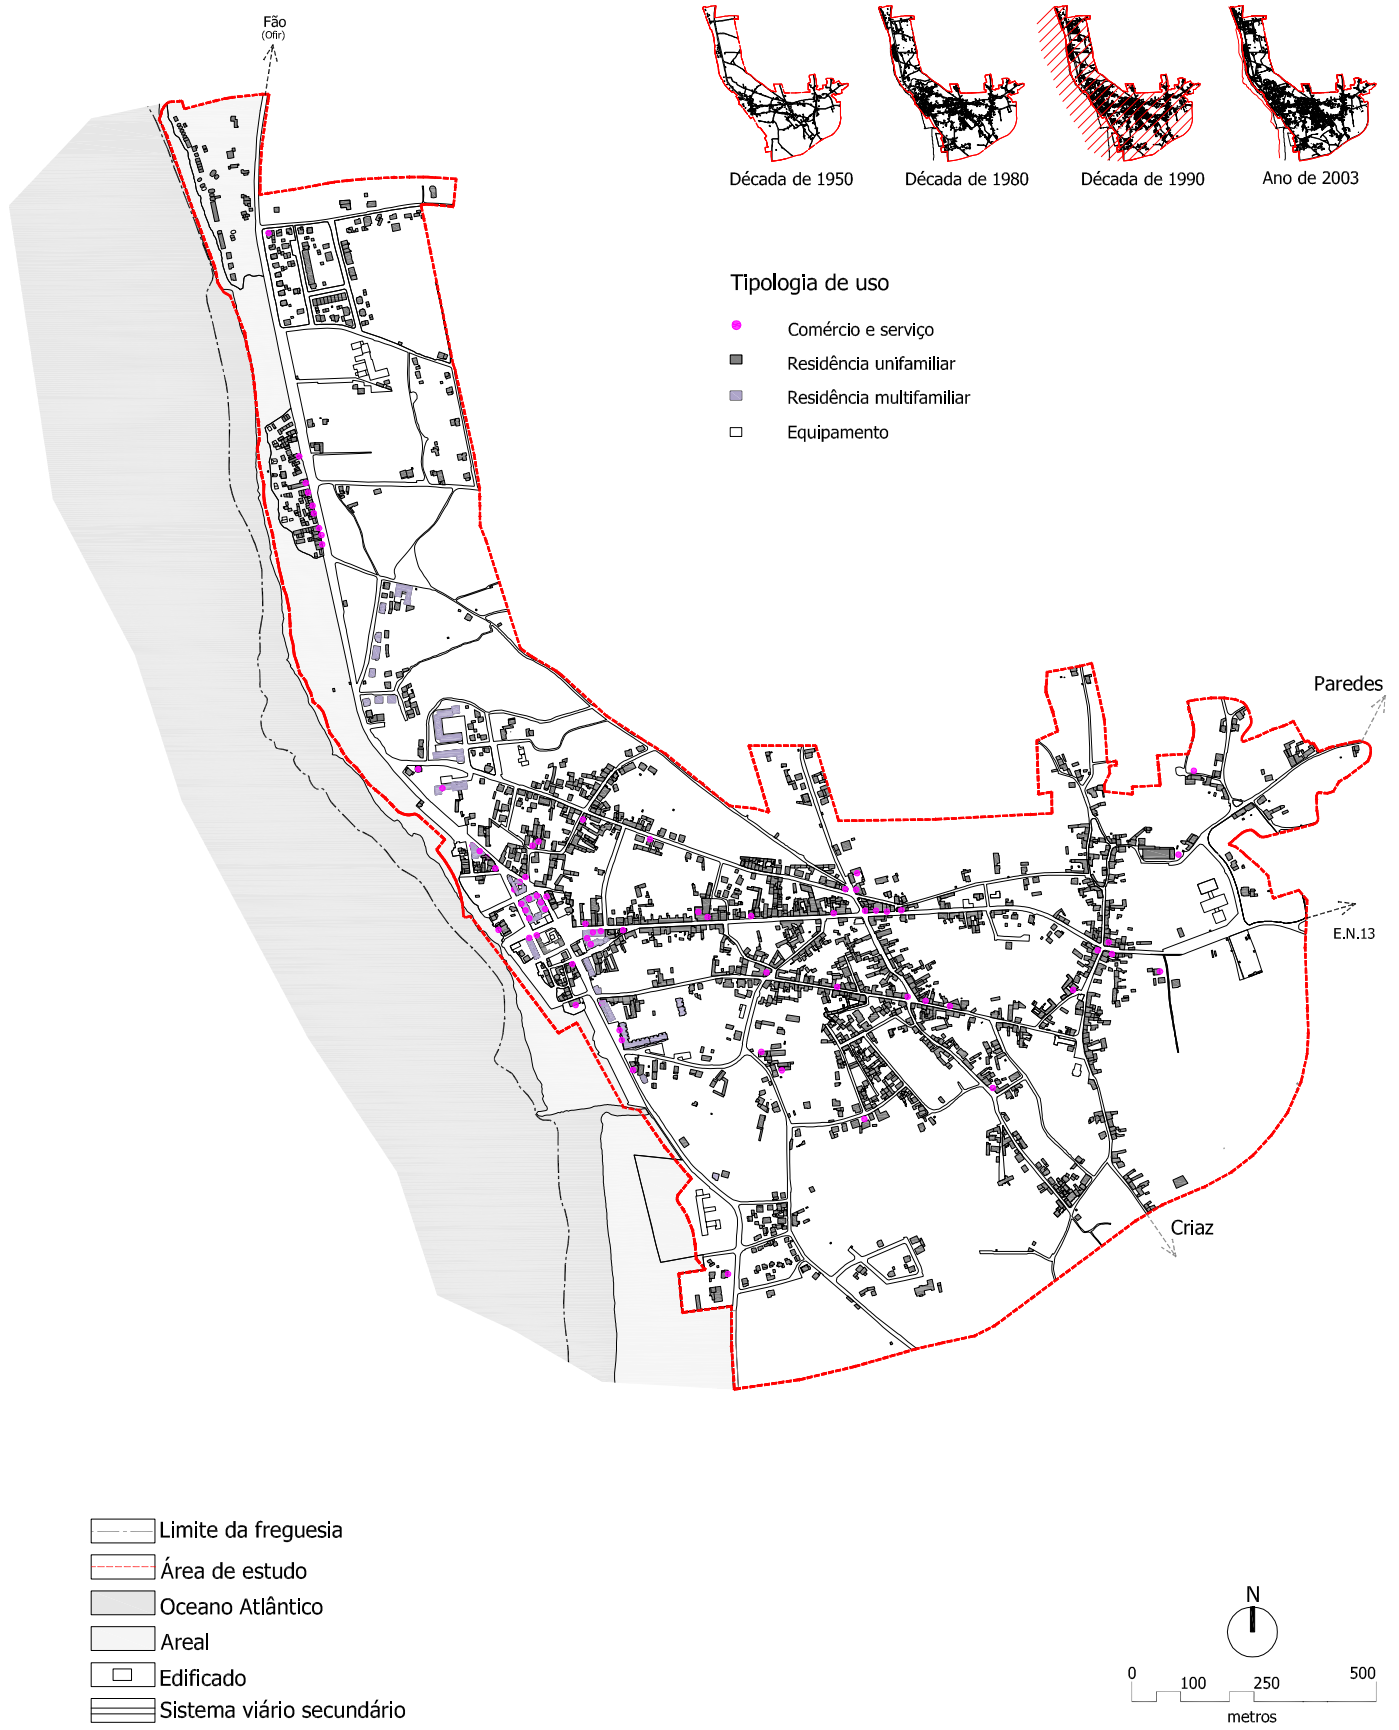 Fão
(Ofir)
Década de 1950
Década de 1980
Década de 1990
Ano de 2003
Tipologia de uso
Comércio e serviço
Residência unifamiliar
Residência multifamiliar
Equipamento
Paredes
E.N.13
Criaz
Limite da freguesia
Área de estudo
Oceano Atlântico
Areal
Edificado
Sistema viário secundário
N
0 100 250 500
metros